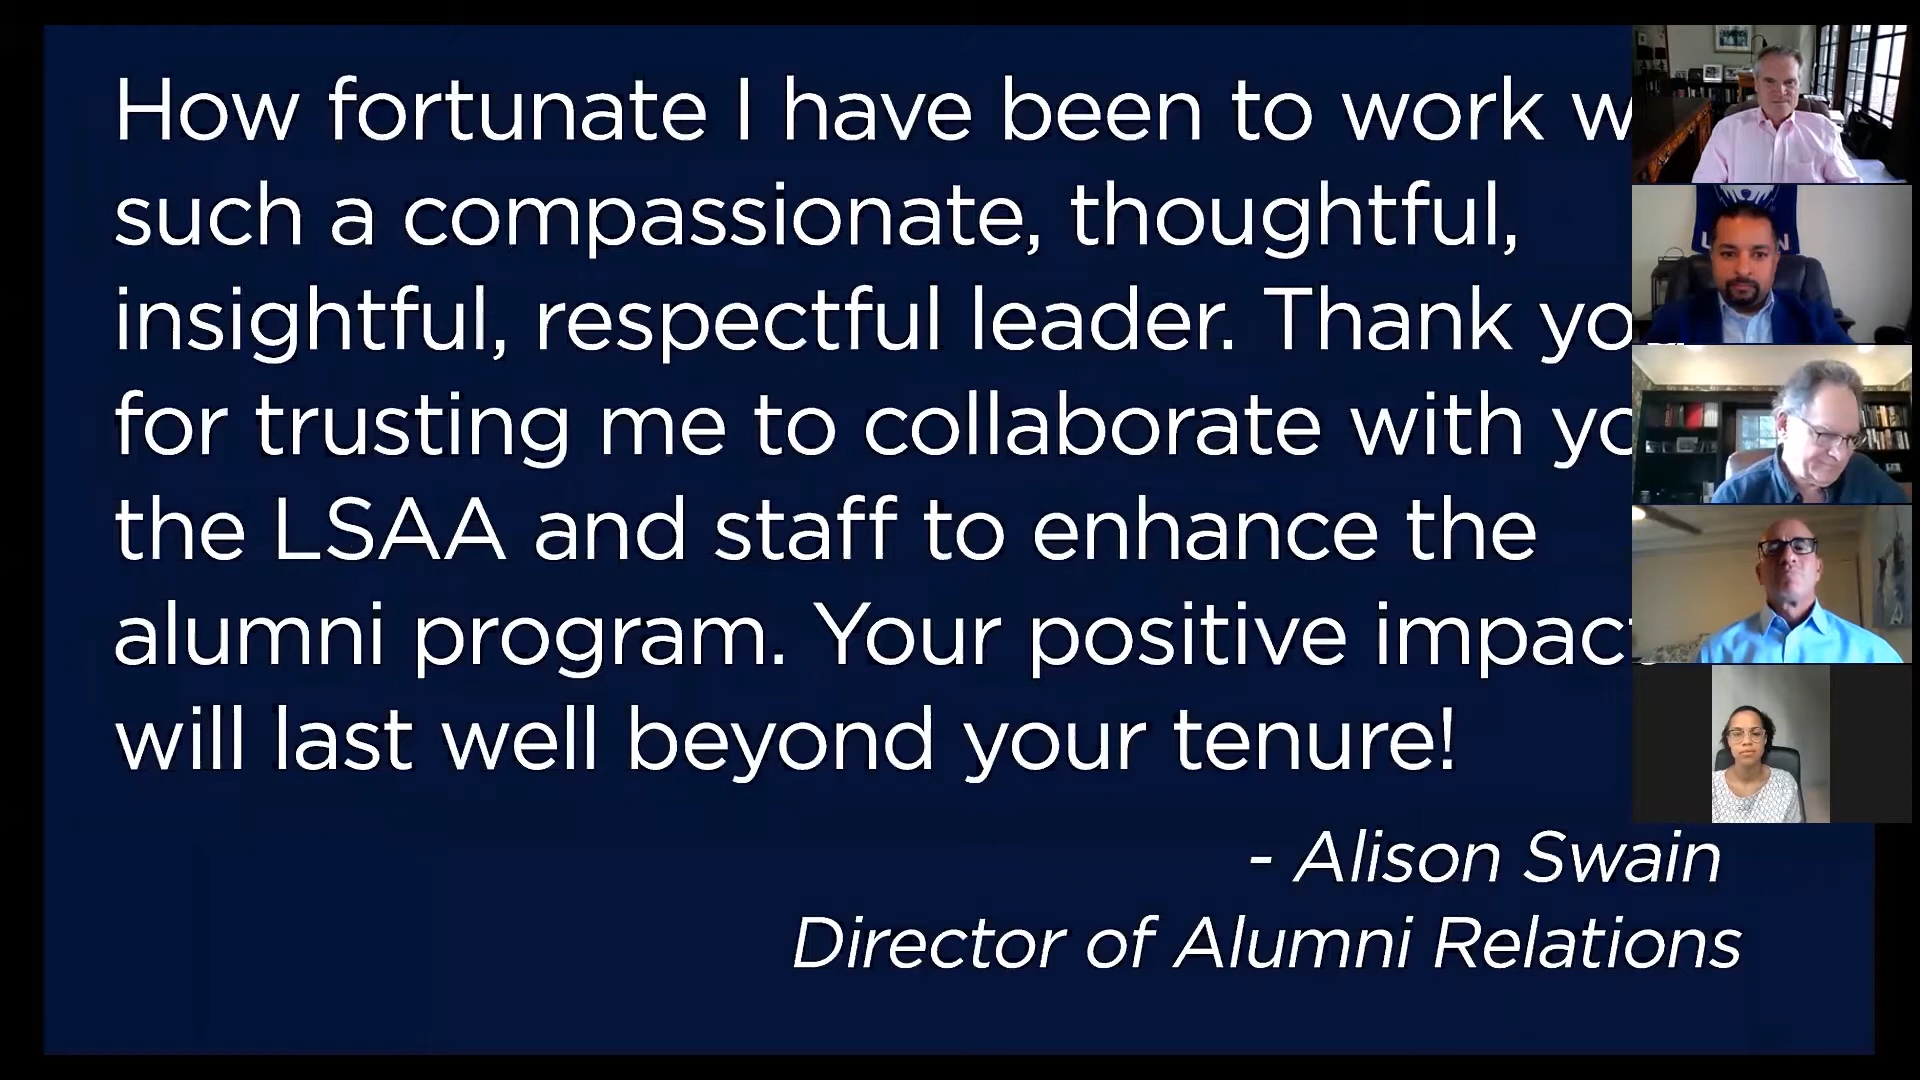 How fortunate I have been to work w
such a compassionate, thoughtful,
insightful, respectful leader. Thank yo
for trusting me to collaborate with yo
the LSAA and staff to enhance the
alumni program. Your positive impact
will last well beyond your tenure!
- Alison Swain
Director of Alumni Relations